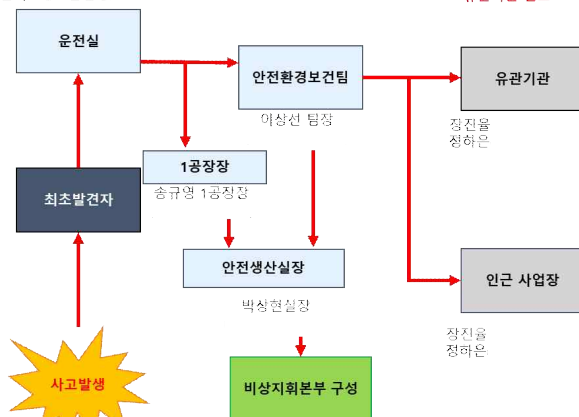 운전실
안전환경보건팀
유관기관
이상선 팀장
장진율
정하은
1공장장
송규영 1공장장
최초발견자
안전생산실장
인근 사업장
박상현실장
장진율
정하은
사고발생
비상지휘본부 구성